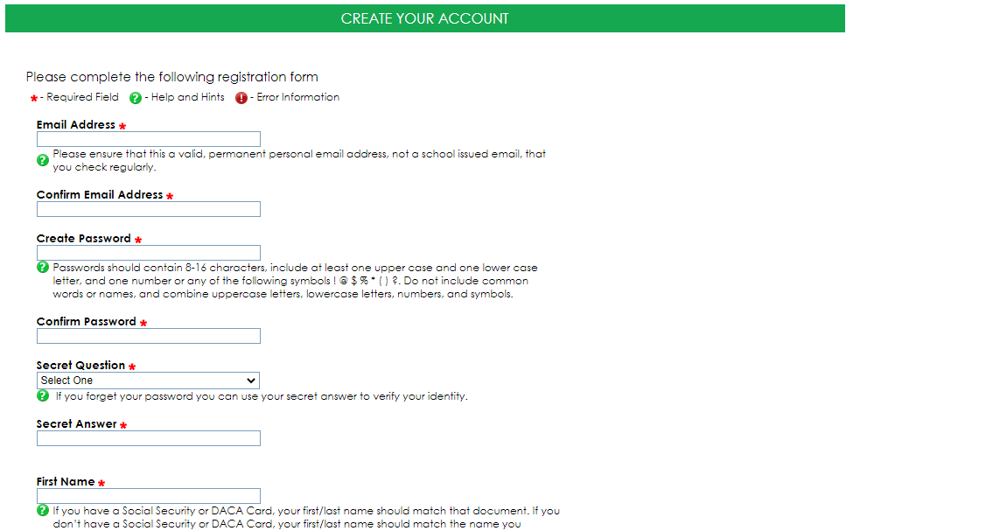 CREATE YOUR ACCOUNT
Please complete the following registration form
* - Required Field ? - Help and Hints ! - Error Information
Email Address *
? Please ensure that this a valid, permanent personal email address, not a school issued email, that
you check regularly.
Confirm Email Address *
Create Password *
? Passwords should contain 8-16 characters, include at least one upper case and one lower case
letter, and one number or any of the following symbols ! @ $ % * ( ) ?. Do not include common
words or names, and combine uppercase letters, lowercase letters, numbers, and symbols.
Confirm Password *
Secret Question *
Select One
? If you forget your password you can use your secret answer to verify your identity.
Secret Answer *
First Name *
? If you have a Social Security or DACA Card, your first/last name should match that document. If you
don't have a Social Security or DACA Card, your first/last name should match the name you